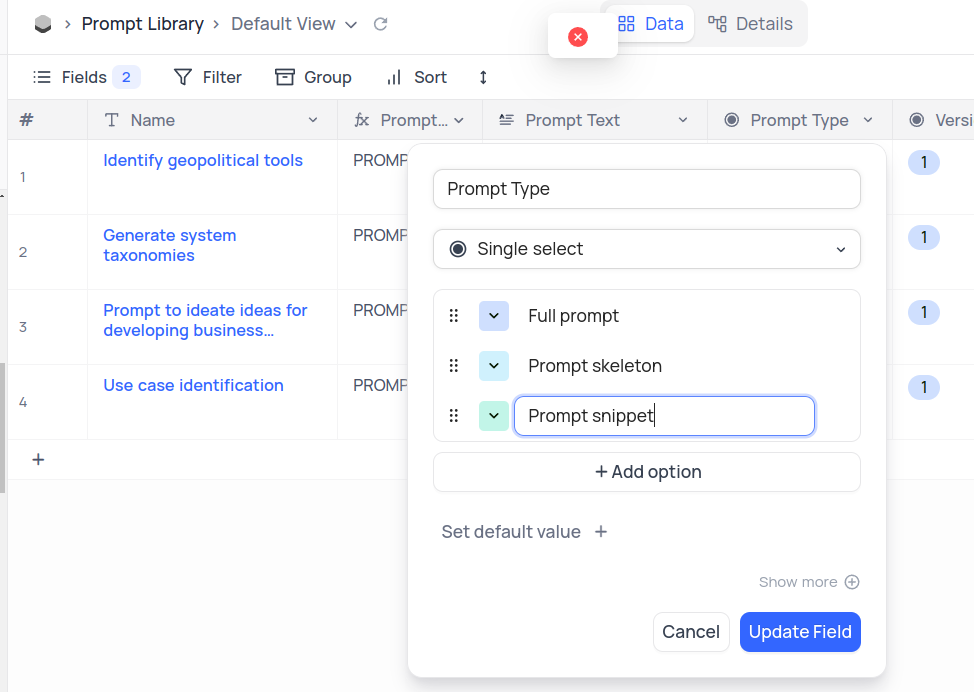 Prompt Library
Default View
Data
Details
Fields 2
Filter
Group
Sort
#
Name
Prompt...
Prompt Text
Prompt Type
Versi
1
Identify geopolitical tools
PROMP
1
2
Generate system
taxonomies
PROMP
1
3
Prompt to ideate ideas for
developing business...
PROMP
1
4
Use case identification
PROMP
1
+
Prompt Type
Single select
Full prompt
Prompt skeleton
Prompt snippet
+ Add option
Set default value +
Show more
Cancel
Update Field